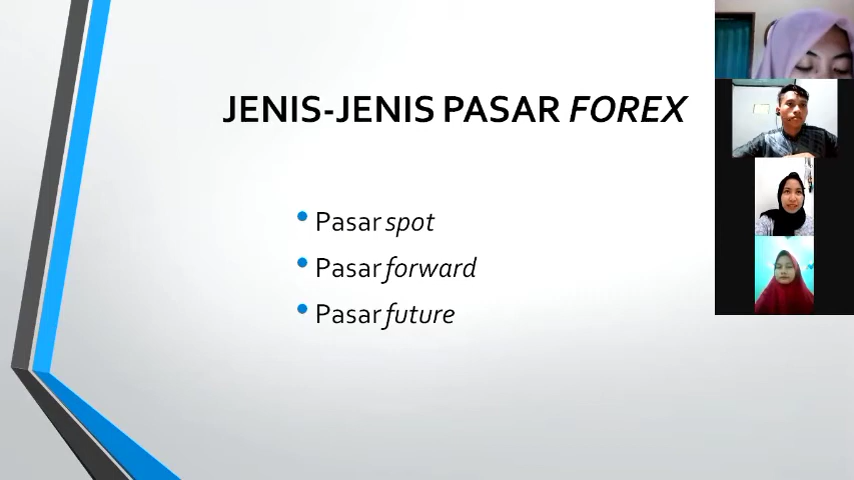 JENIS-JENIS PASAR FOREX
Pasar spot
Pasar forward
Pasar future